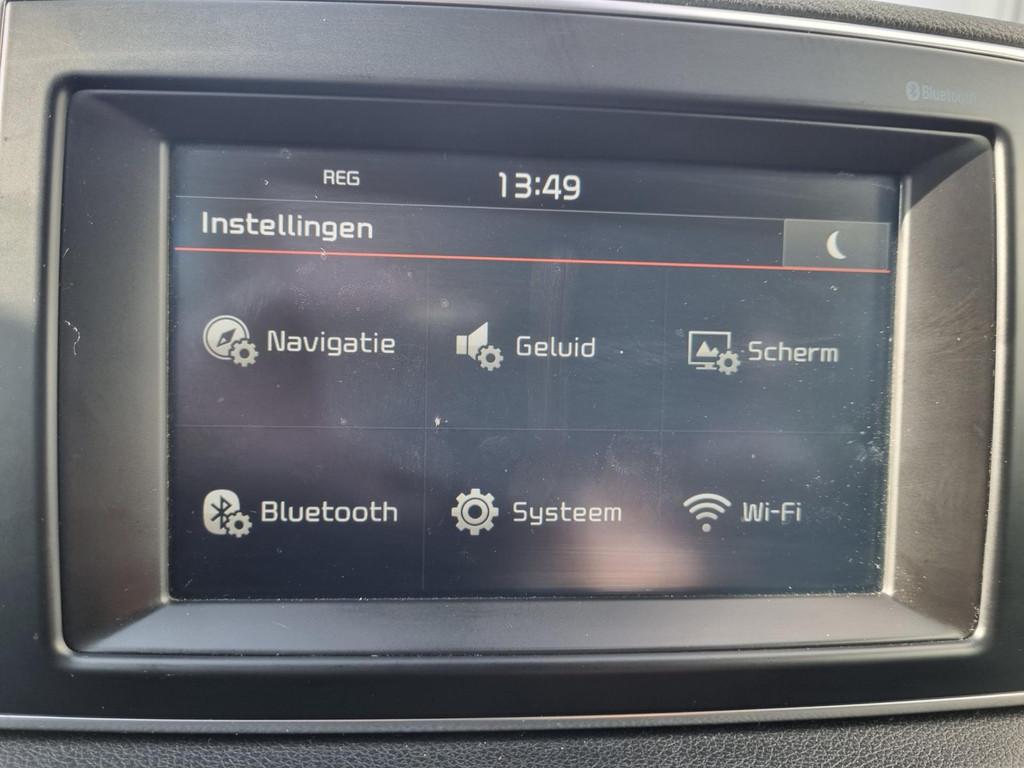 Bluetooth
REG 13:49
Instellingen
Navigatie Geluid Scherm
Bluetooth Systeem Wi-Fi